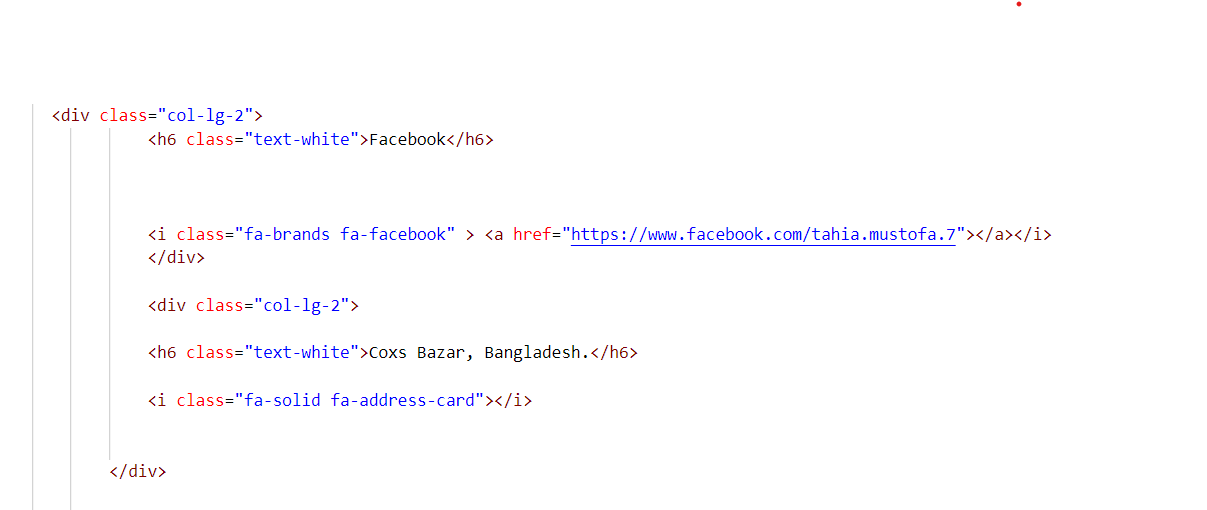 <div class="col-lg-2">
<h6 class="text-white">Facebook</h6>
<i class="fa-brands fa-facebook" > <a href="https://www.facebook.com/tahia.mustofa.7"></a></i>
</div>
<div class="col-lg-2">
<h6 class="text-white">Coxs Bazar, Bangladesh.</h6>
<i class="fa-solid fa-address-card"></i>
</div>